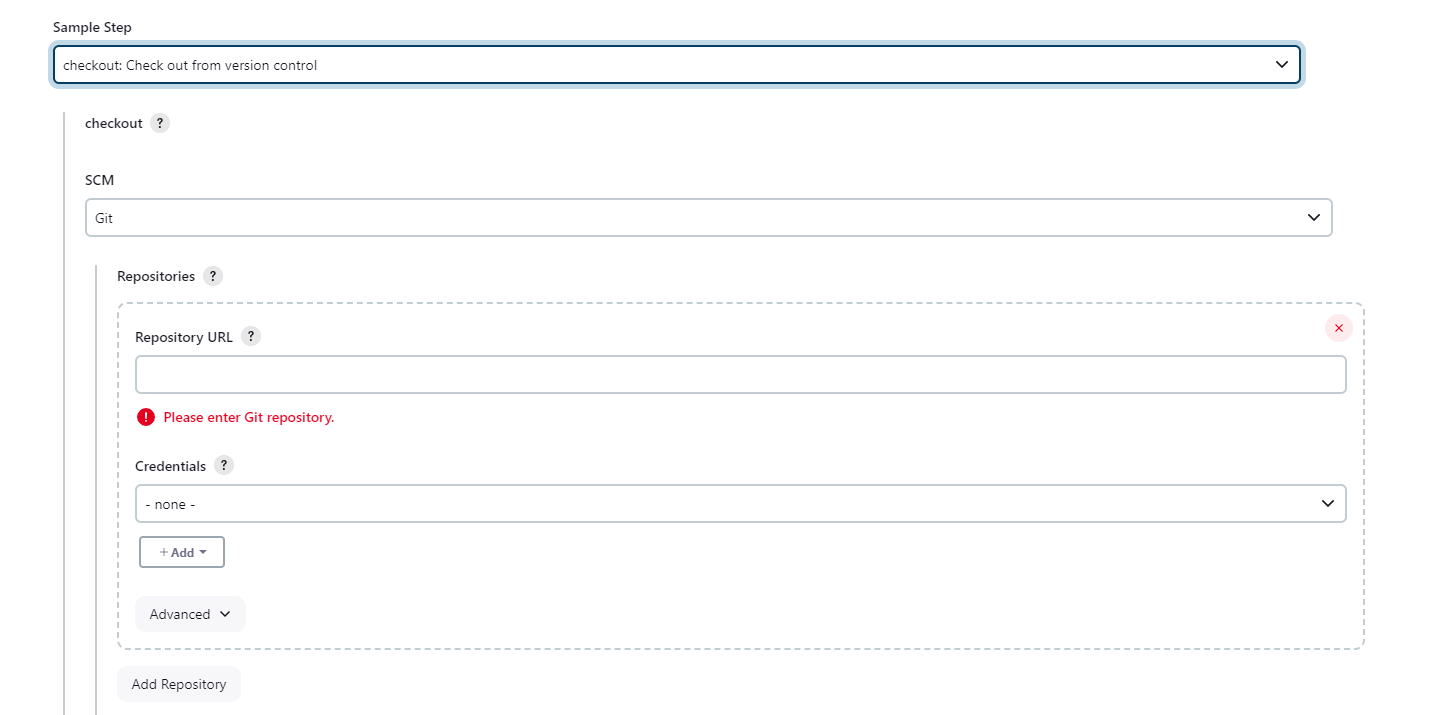 Sample Step
checkout: Check out from version control
checkout ?
SCM
Git
Repositories ?
Repository URL ?
Please enter Git repository.
Credentials ?
- none -
+ Add
Advanced
Add Repository